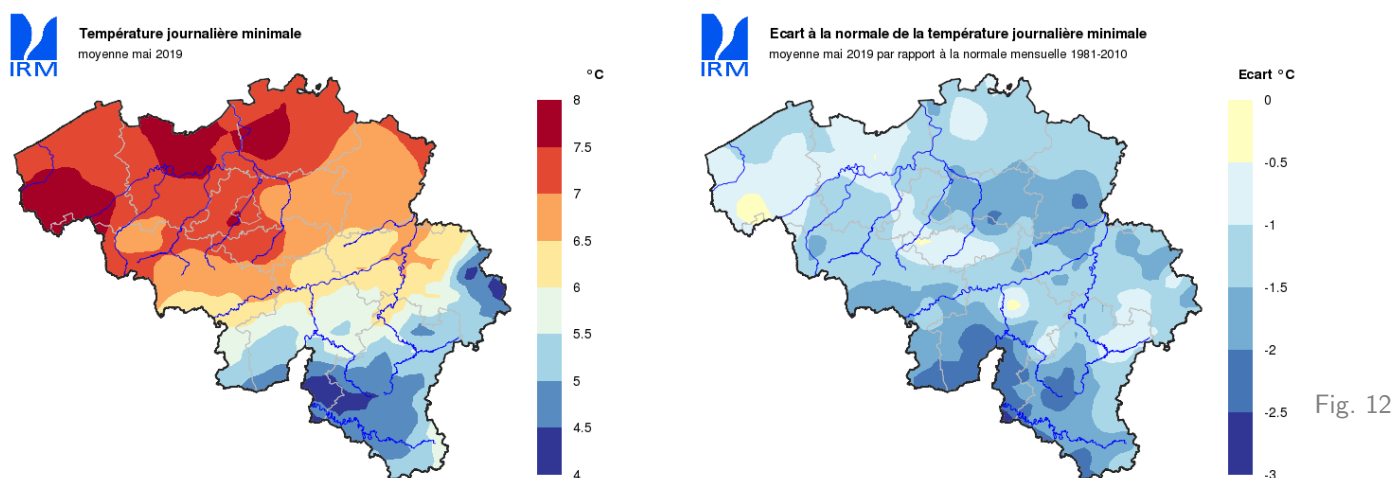 IRM
Température journalière minimale
moyenne mai 2019
°C
8
7.5
7
6.5
6
5.5
5
4.5
4
IRM
Ecart à la normale de la température journalière minimale
moyenne mai 2019 par rapport à la normale mensuelle 1981-2010
Ecart °C
0
-0.5
-1
-1.5
-2
-2.5
-3
Fig. 12